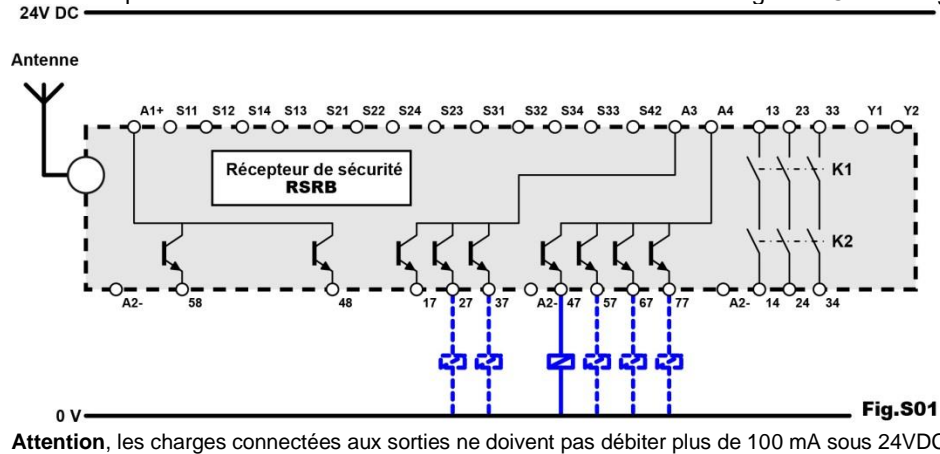 24V DC
Antenne
A1+ S11 S12 S14 S13 S21 S22 S24 S23 S31 S32 S34 S33 S42 A3 A4 13 23 33 Y1 Y2
Récepteur de sécurité
RSRB
K1
K2
A2- 58 48 17 27 37 A2- 47 57 67 77 A2- 14 24 34
0 V
Fig.S01
Attention, les charges connectées aux sorties ne doivent pas débiter plus de 100 mA sous 24VDC